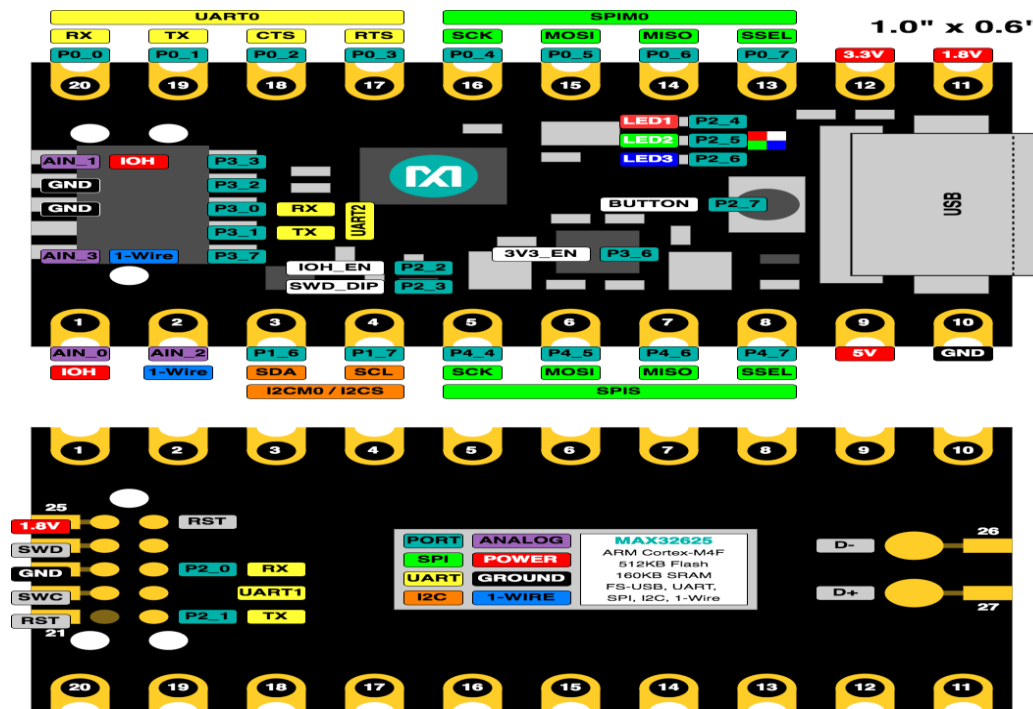 UART0 SPIM0
1.0" x 0.6"
RX TX CTS RTS SCK MOSI MISO SSEL
P0_0 P0_1 P0_2 P0_3 P0_4 P0_5 P0_6 P0_7 3.3V 1.8V
20 19 18 17 16 15 14 13 12 11
LED1 P2_4
LED2 P2_5
LED3 P2_6
AIN_1 IOH P3_3
GND P3_2
GND P3_0 RX
P3_1 TX
UART2
AIN_3 1-Wire P3_7
BUTTON P2_7
USB
3V3_EN P3_6
IOH_EN P2_2
SWD_DIP P2_3
1 2 3 4 5 6 7 8 9 10
AIN_0 AIN_2 P1_6 P1_7 P4_4 P4_5 P4_6 P4_7 5V GND
IOH 1-Wire SDA SCL SCK MOSI MISO SSEL
I2CM0 / I2CS SPIS
1 2 3 4 5 6 7 8 9 10
25
1.8V RST
SWD
GND P2_0 RX
SWC UART1
RST P2_1 TX
21
PORT ANALOG
SPI POWER
UART GROUND
I2C 1-WIRE
MAX32625
ARM Cortex-M4F
512KB Flash
160KB SRAM
FS-USB, UART,
SPI, I2C, 1-Wire
26
D-
D+
27
20 19 18 17 16 15 14 13 12 11